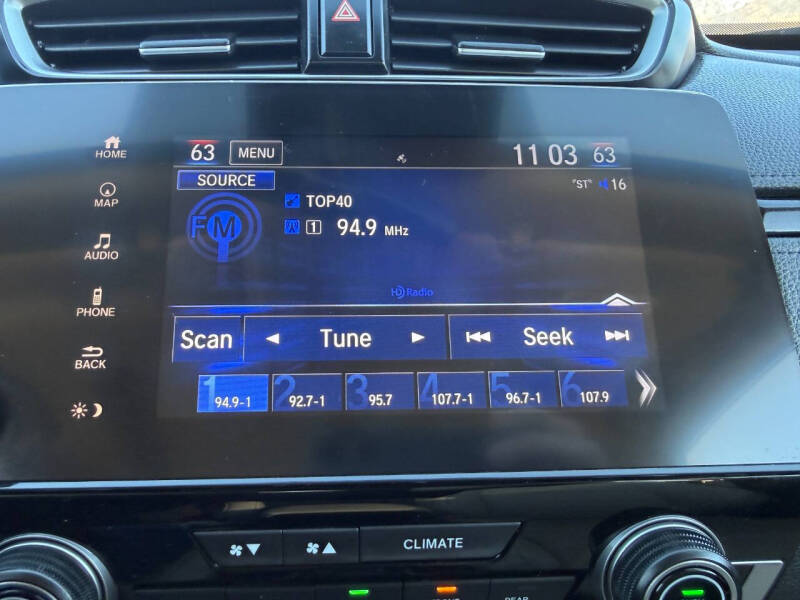 63 MENU 11 03 63
HOME
SOURCE
"ST" 16
MAP
TOP40
FM
1 94.9 MHz
AUDIO
HD Radio
PHONE
Scan ◄ Tune ► Seek
BACK
1 2 3 4 5 6
94.9-1 92.7-1 95.7 107.7-1 96.7-1 107.9
CLIMATE
REAR